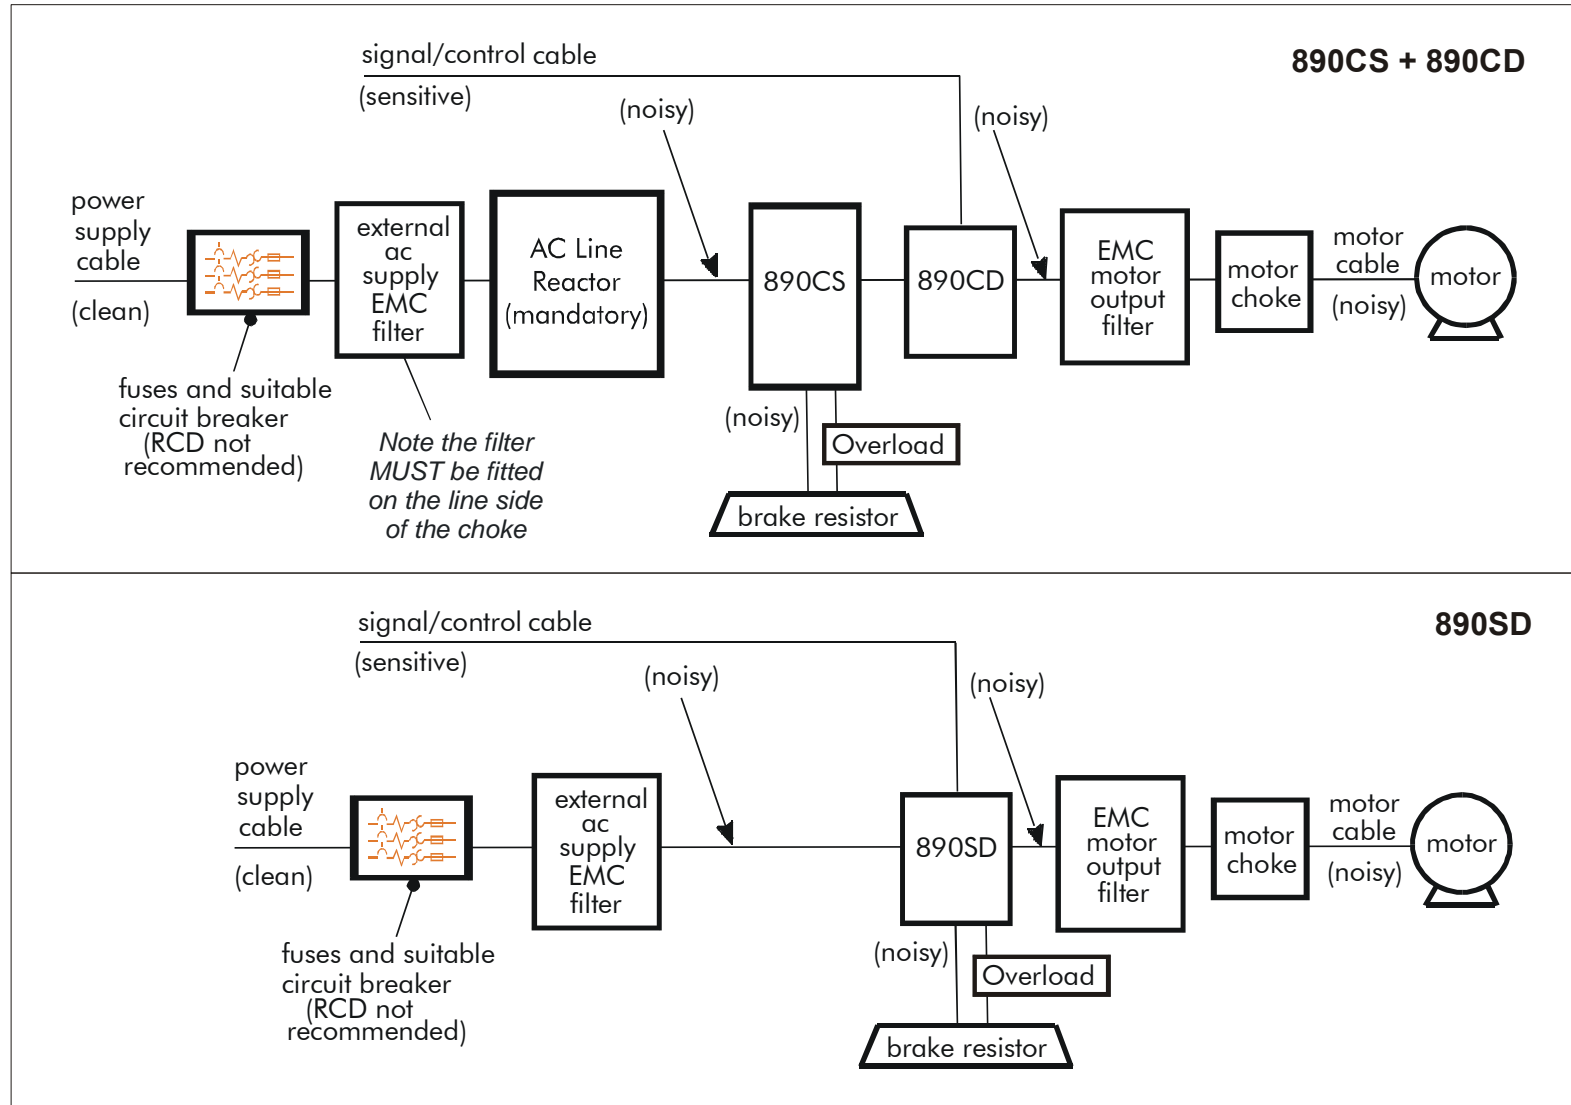 890CS + 890CD
signal/control cable
(sensitive)
(noisy)
(noisy)
power
supply
cable
(clean)
fuses and suitable
circuit breaker
(RCD not
recommended)
external
ac
supply
EMC
filter
Note the filter
MUST be fitted
on the line side
of the choke
AC Line
Reactor
(mandatory)
890CS
(noisy)
Overload
brake resistor
890CD
EMC
motor
output
filter
motor
choke
motor
cable
(noisy)
motor
890SD
signal/control cable
(sensitive)
(noisy)
(noisy)
power
supply
cable
(clean)
fuses and suitable
circuit breaker
(RCD not
recommended)
external
ac
supply
EMC
filter
890SD
(noisy)
Overload
brake resistor
EMC
motor
output
filter
motor
choke
motor
cable
(noisy)
motor